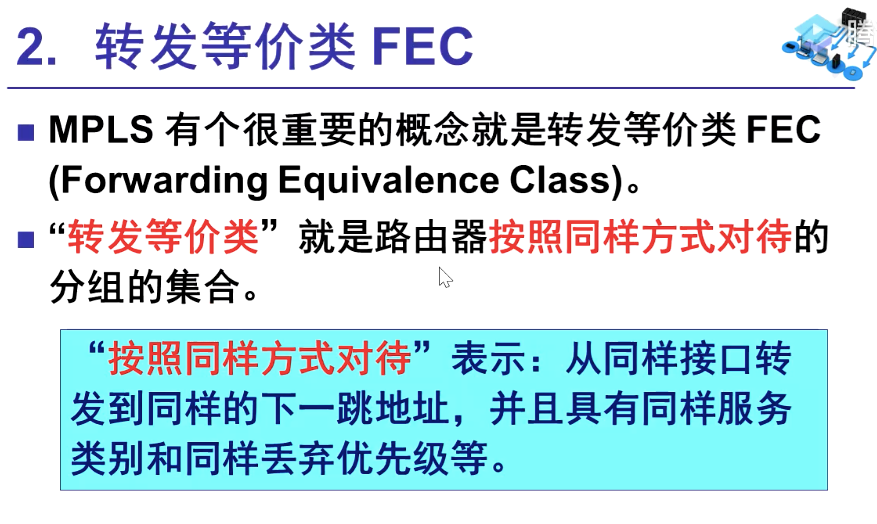 2. 转发等价类 FEC
腾
MPLS 有个很重要的概念就是转发等价类 FEC
(Forwarding Equivalence Class)。
“转发等价类”就是路由器按照同样方式对待的
分组的集合。
“按照同样方式对待”表示：从同样接口转
发到同样的下一跳地址，并且具有同样服务
类别和同样丢弃优先级等。